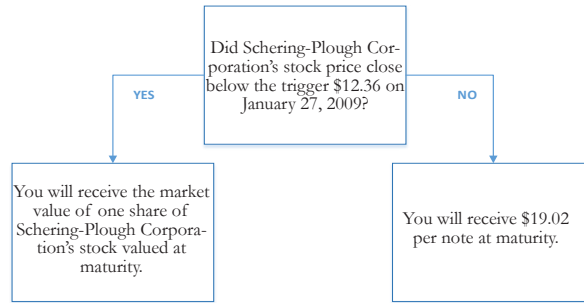 Did Schering-Plough Cor-
poration's stock price close
below the trigger $12.36 on
January 27, 2009?
YES
NO
You will receive the market
value of one share of
Schering-Plough Corpora-
tion's stock valued at
maturity.
You will receive $19.02
per note at maturity.